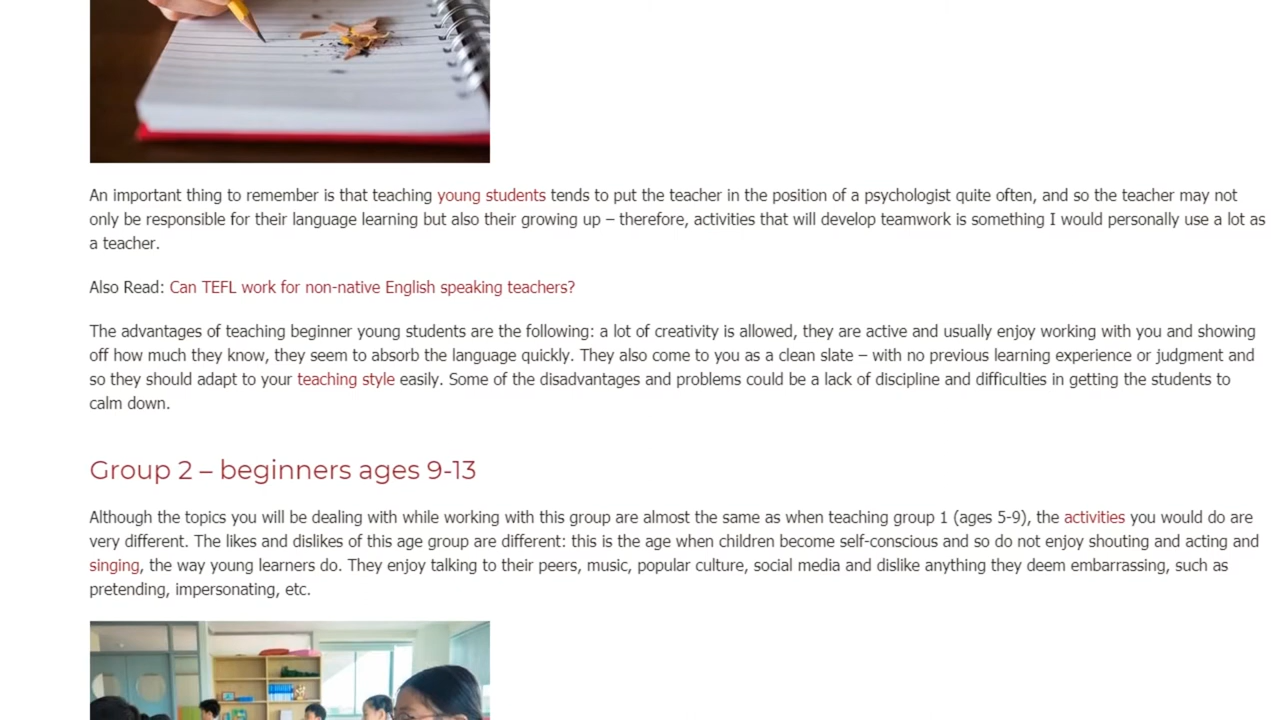 An important thing to remember is that teaching young students tends to put the teacher in the position of a psychologist quite often, and so the teacher may not
only be responsible for their language learning but also their growing up – therefore, activities that will develop teamwork is something I would personally use a lot as
a teacher.
Also Read: Can TEFL work for non-native English speaking teachers?
The advantages of teaching beginner young students are the following: a lot of creativity is allowed, they are active and usually enjoy working with you and showing
off how much they know, they seem to absorb the language quickly. They also come to you as a clean slate – with no previous learning experience or judgment and
so they should adapt to your teaching style easily. Some of the disadvantages and problems could be a lack of discipline and difficulties in getting the students to
calm down.
Group 2 – beginners ages 9-13
Although the topics you will be dealing with while working with this group are almost the same as when teaching group 1 (ages 5-9), the activities you would do are
very different. The likes and dislikes of this age group are different: this is the age when children become self-conscious and so do not enjoy shouting and acting and
singing, the way young learners do. They enjoy talking to their peers, music, popular culture, social media and dislike anything they deem embarrassing, such as
pretending, impersonating, etc.